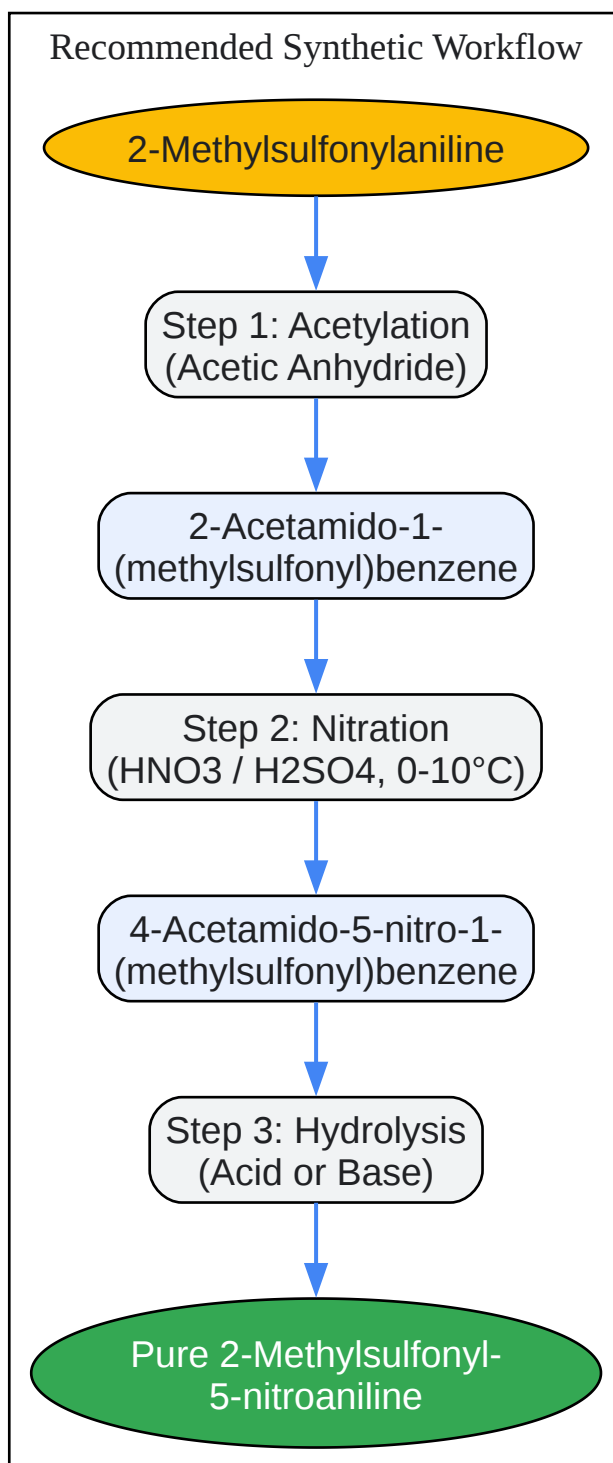 Recommended Synthetic Workflow
2-Methylsulfonylaniline
Step 1: Acetylation
(Acetic Anhydride)
2-Acetamido-1-
(methylsulfonyl)benzene
Step 2: Nitration
(HNO3 / H2SO4, 0-10°C)
4-Acetamido-5-nitro-1-
(methylsulfonyl)benzene
Step 3: Hydrolysis
(Acid or Base)
Pure 2-Methylsulfonyl-
5-nitroaniline